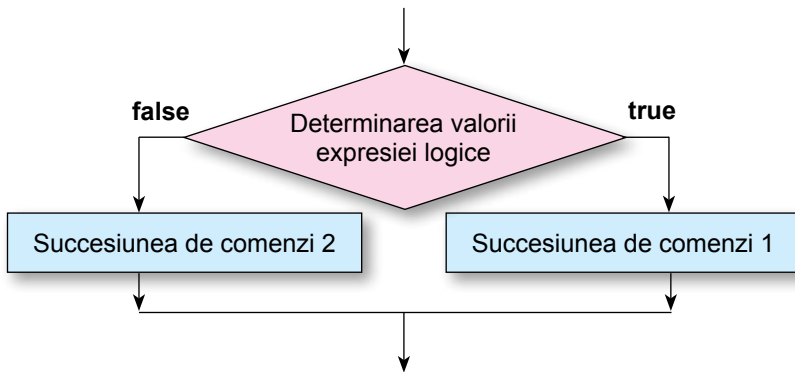 false
true
Determinarea valorii
expresiei logice
Succesiunea de comenzi 2
Succesiunea de comenzi 1